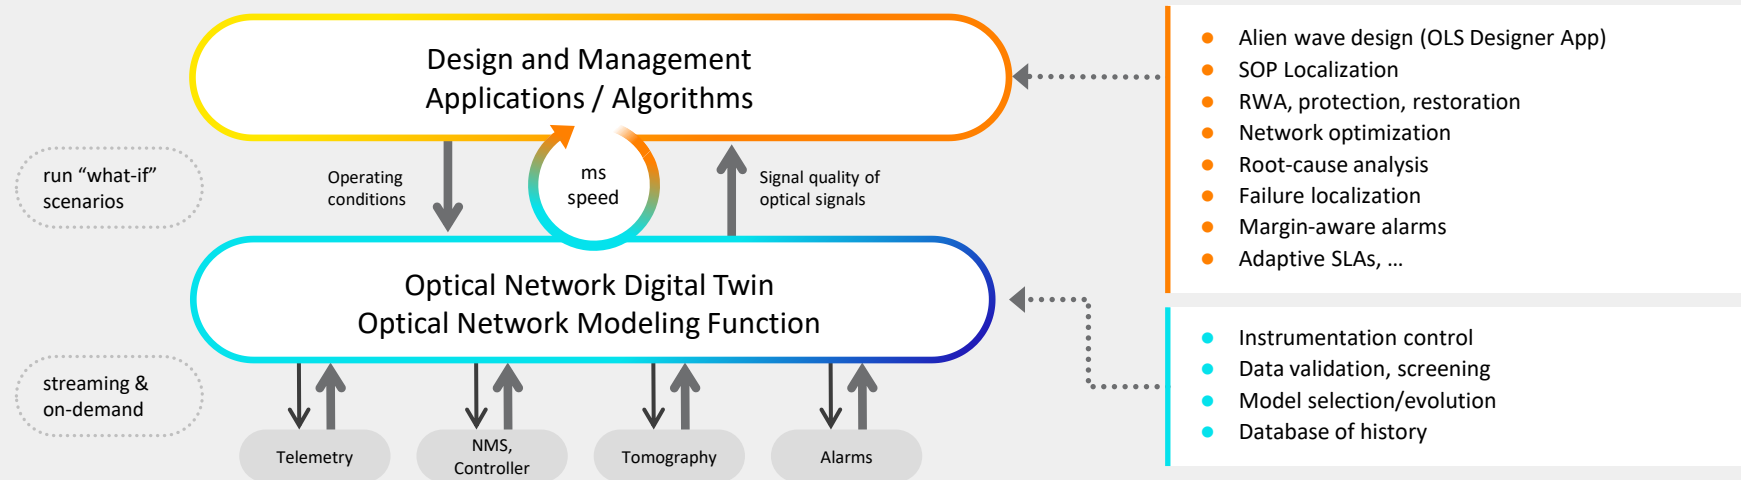 Design and Management
Applications / Algorithms
run “what-if”
scenarios
Operating
conditions
ms
speed
Signal quality of
optical signals
Optical Network Digital Twin
Optical Network Modeling Function
streaming &
on-demand
Telemetry
NMS,
Controller
Tomography
Alarms
Alien wave design (OLS Designer App)
SOP Localization
RWA, protection, restoration
Network optimization
Root-cause analysis
Failure localization
Margin-aware alarms
Adaptive SLAs, ...
Instrumentation control
Data validation, screening
Model selection/evolution
Database of history